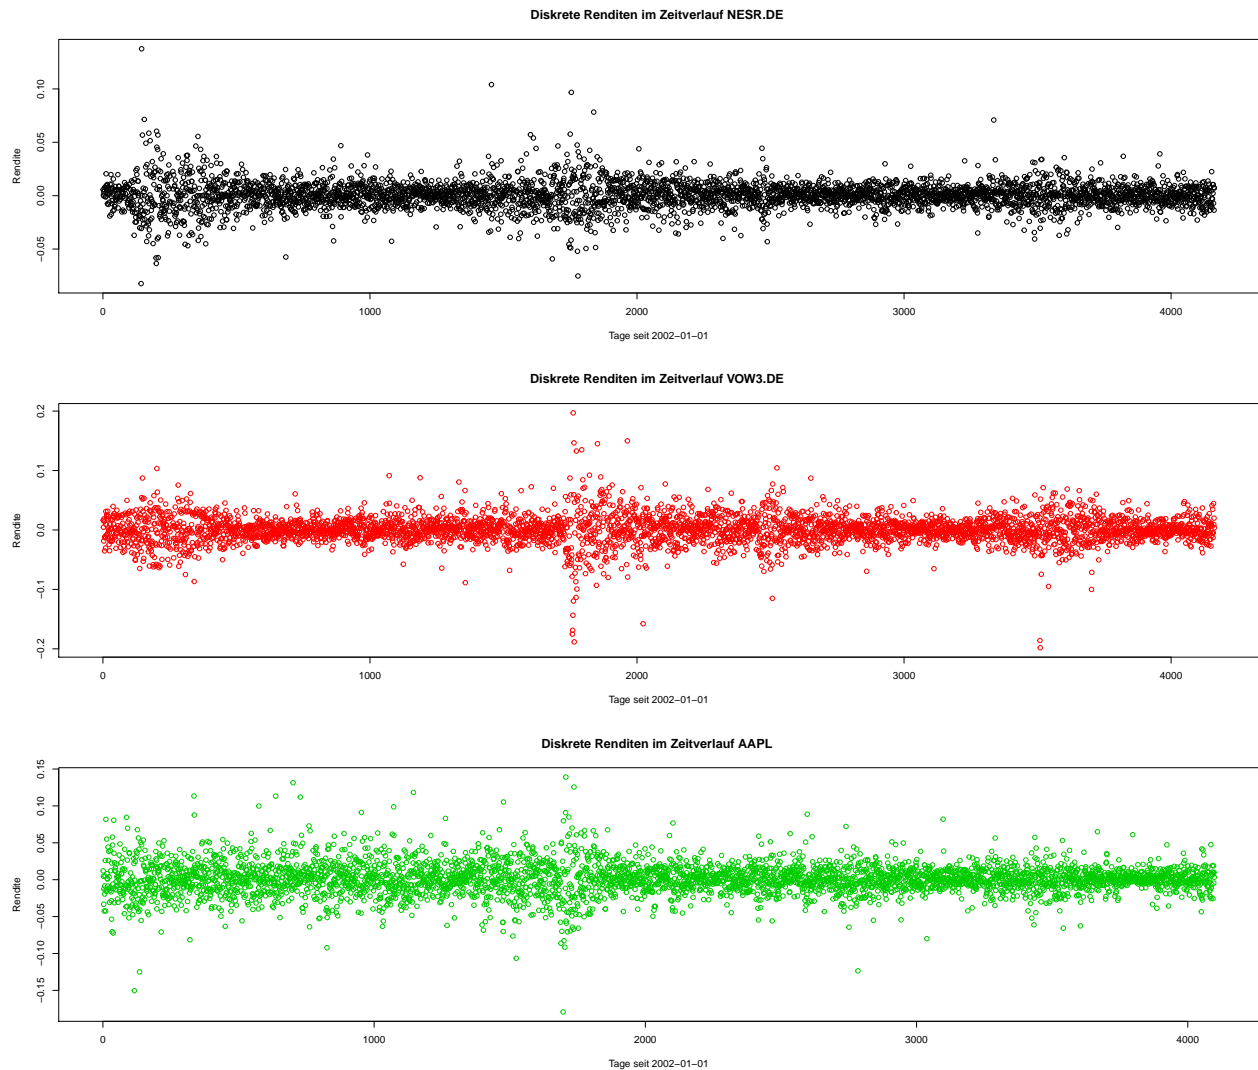 Diskrete Renditen im Zeitverlauf NESR.DE
Rendite
0.10
0.05
0.00
−0.05
0 1000 2000 3000 4000
Tage seit 2002−01−01
Diskrete Renditen im Zeitverlauf VOW3.DE
Rendite
0.2
0.1
0.0
−0.1
−0.2
0 1000 2000 3000 4000
Tage seit 2002−01−01
Diskrete Renditen im Zeitverlauf AAPL
Rendite
0.15
0.10
0.05
0.00
−0.05
−0.10
−0.15
0 1000 2000 3000 4000
Tage seit 2002−01−01